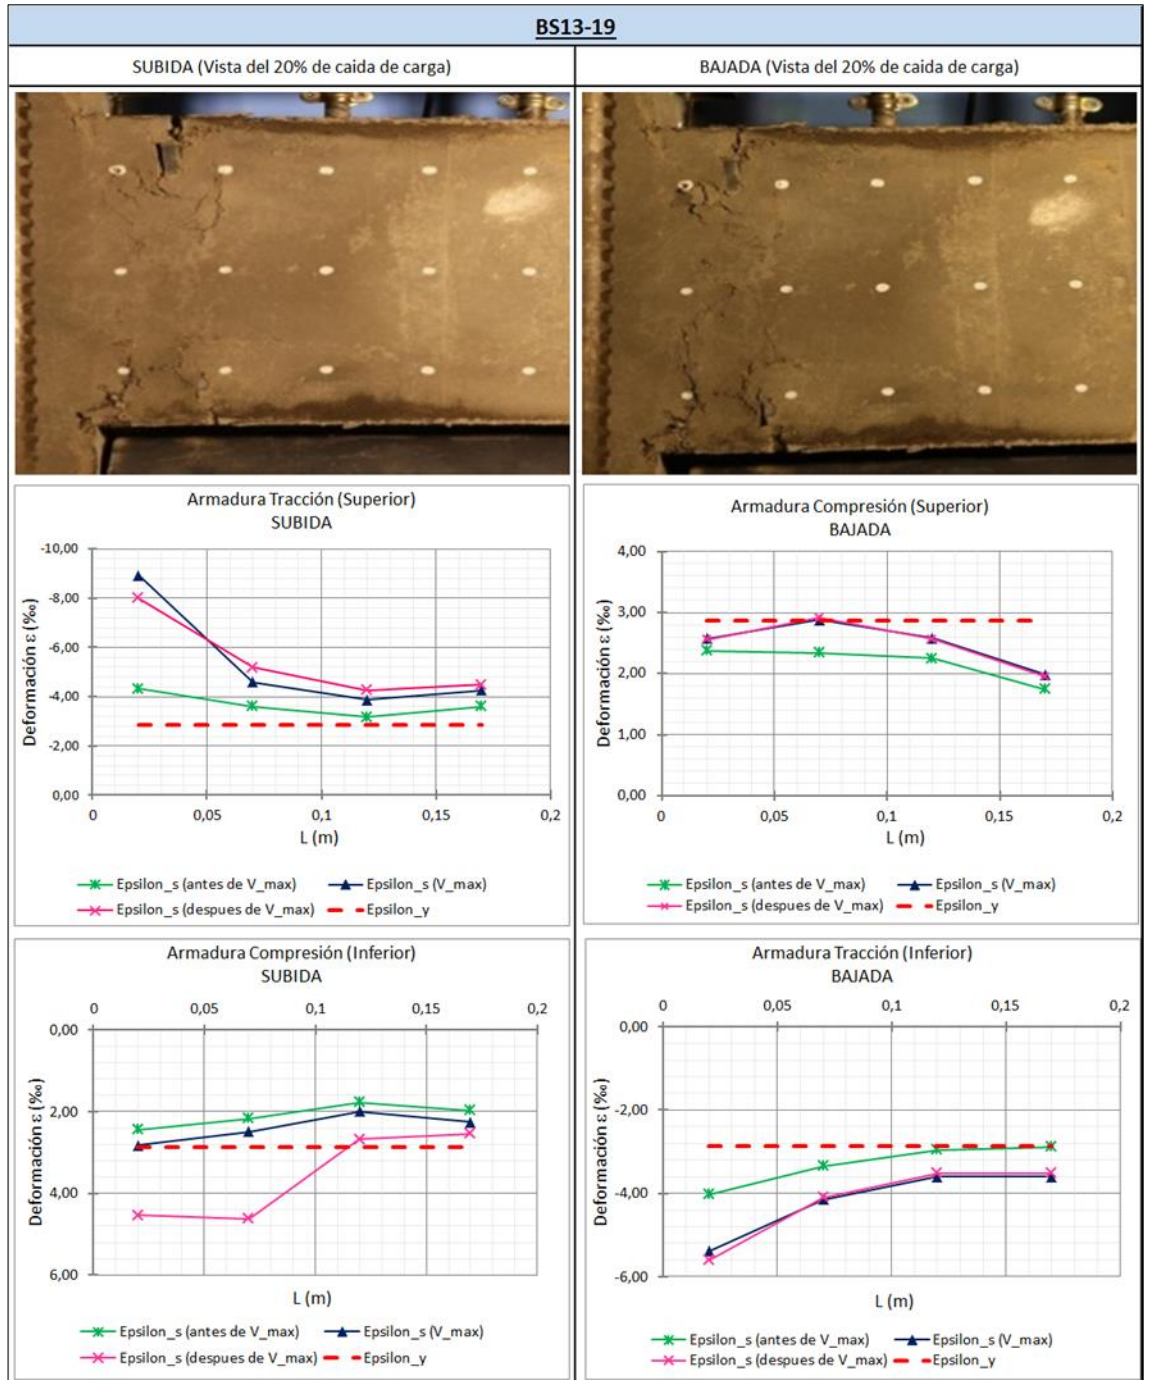 BS13-19
SUBIDA (Vista del 20% de caida de carga)
BAJADA (Vista del 20% de caida de carga)
Armadura Tracción (Superior)
SUBIDA
-10,00
-8,00
-6,00
-4,00
-2,00
0,00
Deformación ε (‰)
0 0,05 0,1 0,15 0,2
L (m)
Epsilon_s (antes de V_max) Epsilon_s (V_max)
Epsilon_s (despues de V_max) Epsilon_y
Armadura Compresión (Superior)
BAJADA
4,00
3,00
2,00
1,00
0,00
Deformación ε (‰)
0 0,05 0,1 0,15 0,2
L (m)
Epsilon_s (antes de V_max) Epsilon_s (V_max)
Epsilon_s (despues de V_max) Epsilon_y
Armadura Compresión (Inferior)
SUBIDA
0 0,05 0,1 0,15 0,2
0,00
2,00
4,00
6,00
Deformación ε (‰)
L (m)
Epsilon_s (antes de V_max) Epsilon_s (V_max)
Epsilon_s (despues de V_max) Epsilon_y
Armadura Tracción (Inferior)
BAJADA
0 0,05 0,1 0,15 0,2
0,00
-2,00
-4,00
-6,00
Deformación ε (‰)
L (m)
Epsilon_s (antes de V_max) Epsilon_s (V_max)
Epsilon_s (despues de V_max) Epsilon_y